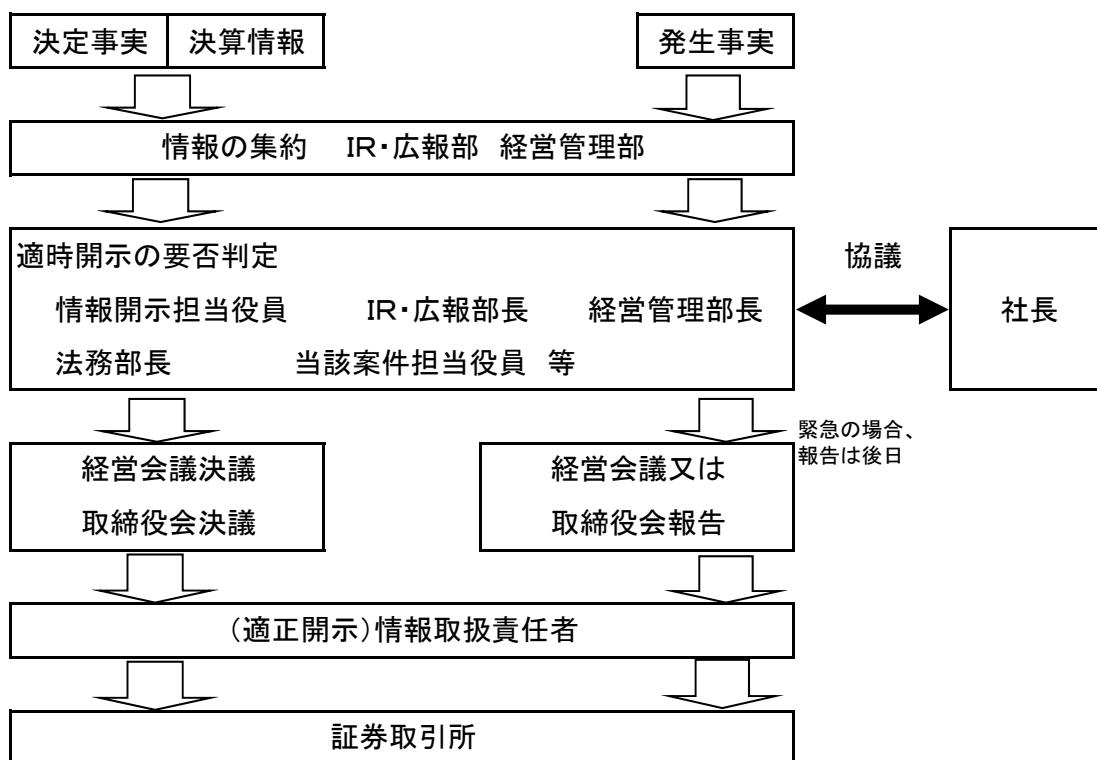 決定事実 決算情報 発生事実
情報の集約 IR・広報部 経営管理部
適時開示の要否判定
協議
情報開示担当役員 IR・広報部長 経営管理部長
社長
法務部長 当該案件担当役員 等
緊急の場合、
報告は後日
経営会議決議
取締役会決議
経営会議又は
取締役会報告
（適正開示）情報取扱責任者
証券取引所